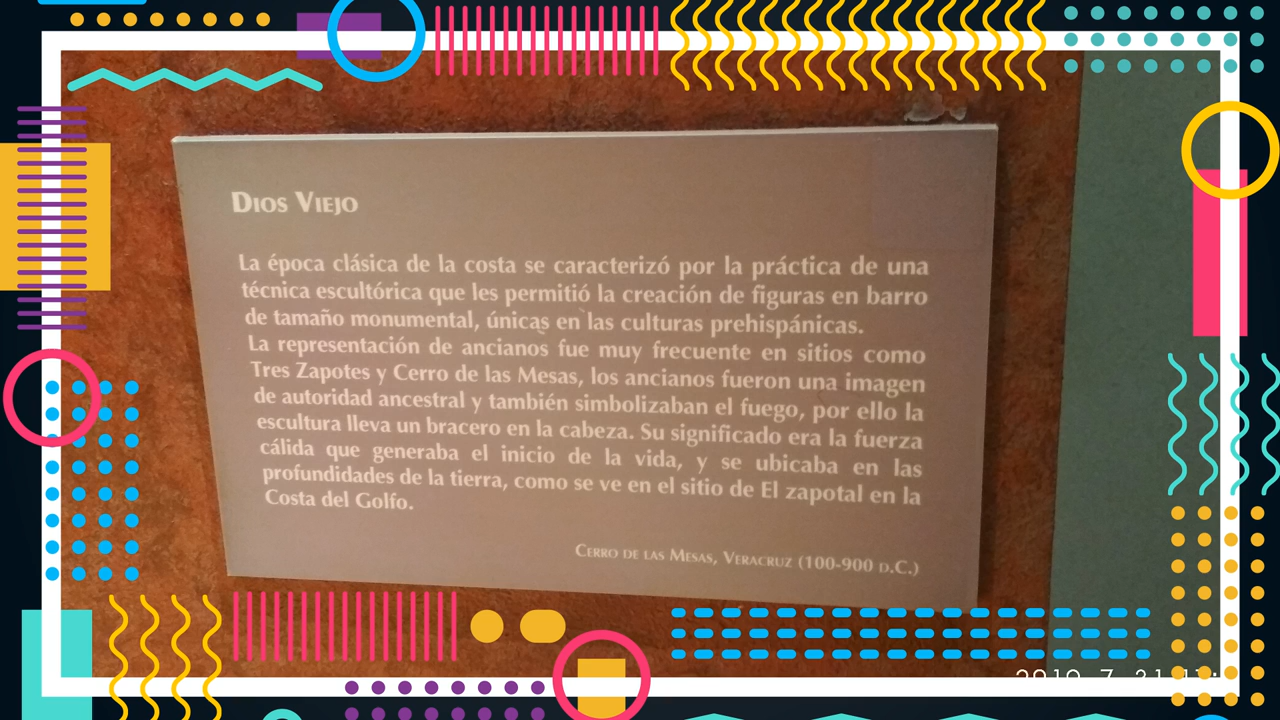 Dios Viejo
La época clásica de la costa se caracterizó por la práctica de una
técnica escultórica que les permitió la creación de figuras en barro
de tamaño monumental, únicas en las culturas prehispánicas.
La representación de ancianos fue muy frecuente en sitios como
Tres Zapotes y Cerro de las Mesas, los ancianos fueron una imagen
de autoridad ancestral y también simbolizaban el fuego, por ello la
escultura lleva un bracero en la cabeza. Su significado era la fuerza
cálida que generaba el inicio de la vida, y se ubicaba en las
profundidades de la tierra, como se ve en el sitio de El zapotal en la
Costa del Golfo.
Cerro de las Mesas, Veracruz (100-900 d.C.)